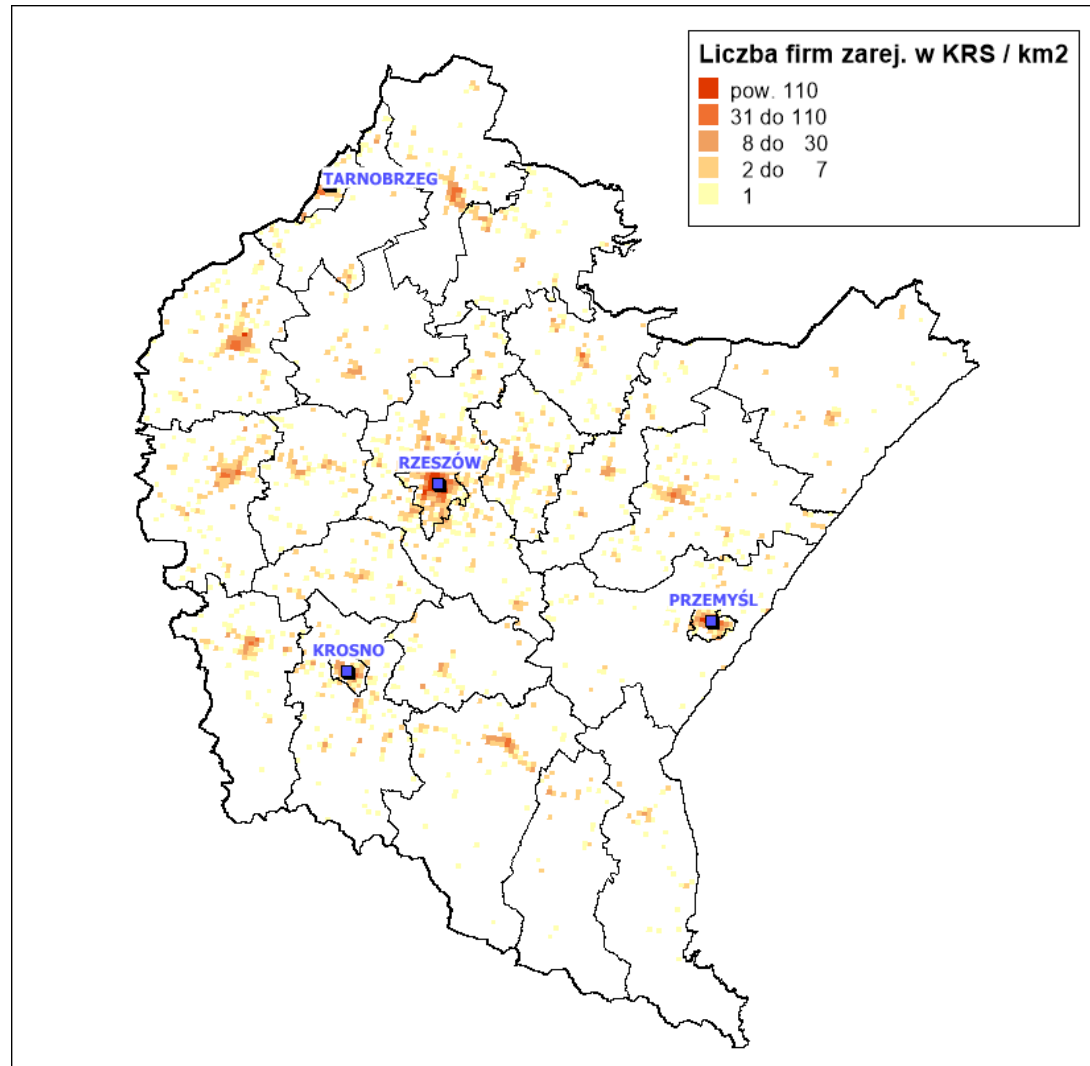 Liczba firm zarej. w KRS / km2
pow. 110
31 do 110
8 do 30
2 do 7
1
TARNOBRZEG
RZESZÓW
PRZEMYŚL
KROSNO